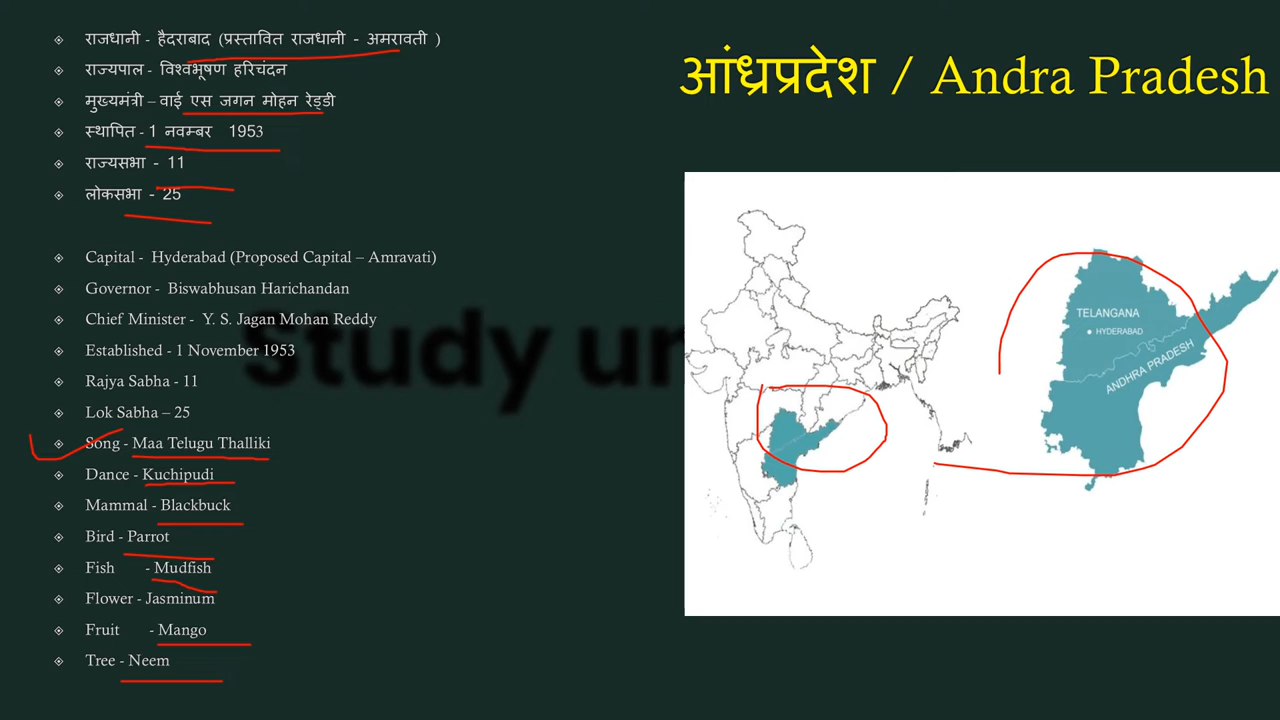 राजधानी - हैदराबाद (प्रस्तावित राजधानी - अमरावती )
राज्यपाल - विश्वभूषण हरिचंदन
मुख्यमंत्री – वाई एस जगन मोहन रेड्डी
स्थापित - 1 नवम्बर 1953
राज्यसभा - 11
लोकसभा - 25
Capital - Hyderabad (Proposed Capital – Amravati)
Governor - Biswabhusan Harichandan
Chief Minister - Y. S. Jagan Mohan Reddy
Established - 1 November 1953
Rajya Sabha - 11
Lok Sabha – 25
Song - Maa Telugu Thalliki
Dance - Kuchipudi
Mammal - Blackbuck
Bird - Parrot
Fish - Mudfish
Flower - Jasminum
Fruit - Mango
Tree - Neem
आंध्रप्रदेश / Andra Pradesh
TELANGANA
HYDERABAD
ANDHRA PRADESH
Study